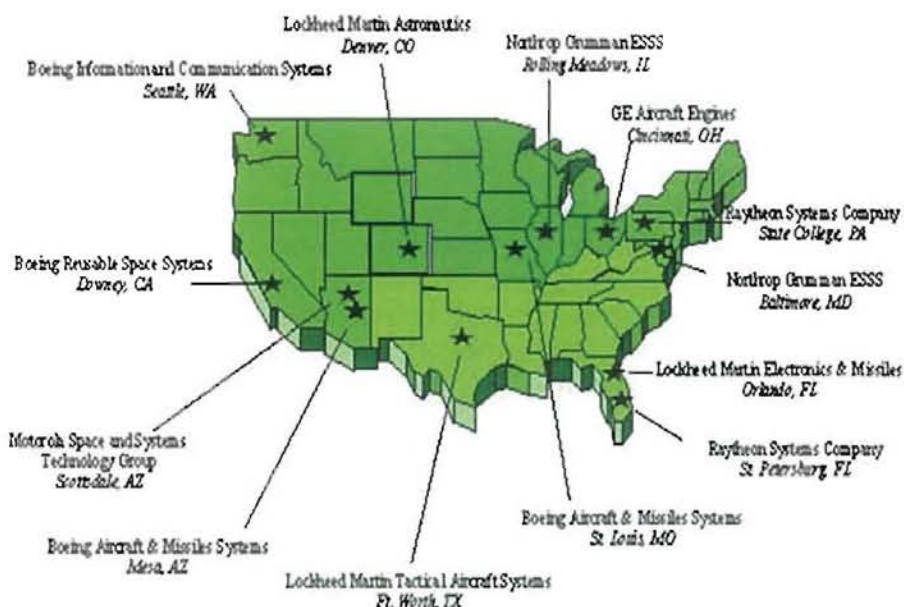 Lockheed Martin Astronautics
Denver, CO
Northrop Grumman ESSS
Rolling Meadows, IL
Boeing Information and Communication Systems
Seattle, WA
GE Aircraft Engines
Cincinnati, OH
Raytheon Systems Company
State College, PA
Boeing Reusable Space Systems
Downey, CA
Northrop Grumman ESSS
Baltimore, MD
Lockheed Martin Electronics & Missiles
Orlando, FL
Motorola Space and Systems
Technology Group
Scottsdale, AZ
Raytheon Systems Company
St Petersburg, FL
Boeing Aircraft & Missiles Systems
St. Louis, MO
Boeing Aircraft & Missiles Systems
Mesa, AZ
Lockheed Martin Tactical Aircraft Systems
Ft. Worth, TX